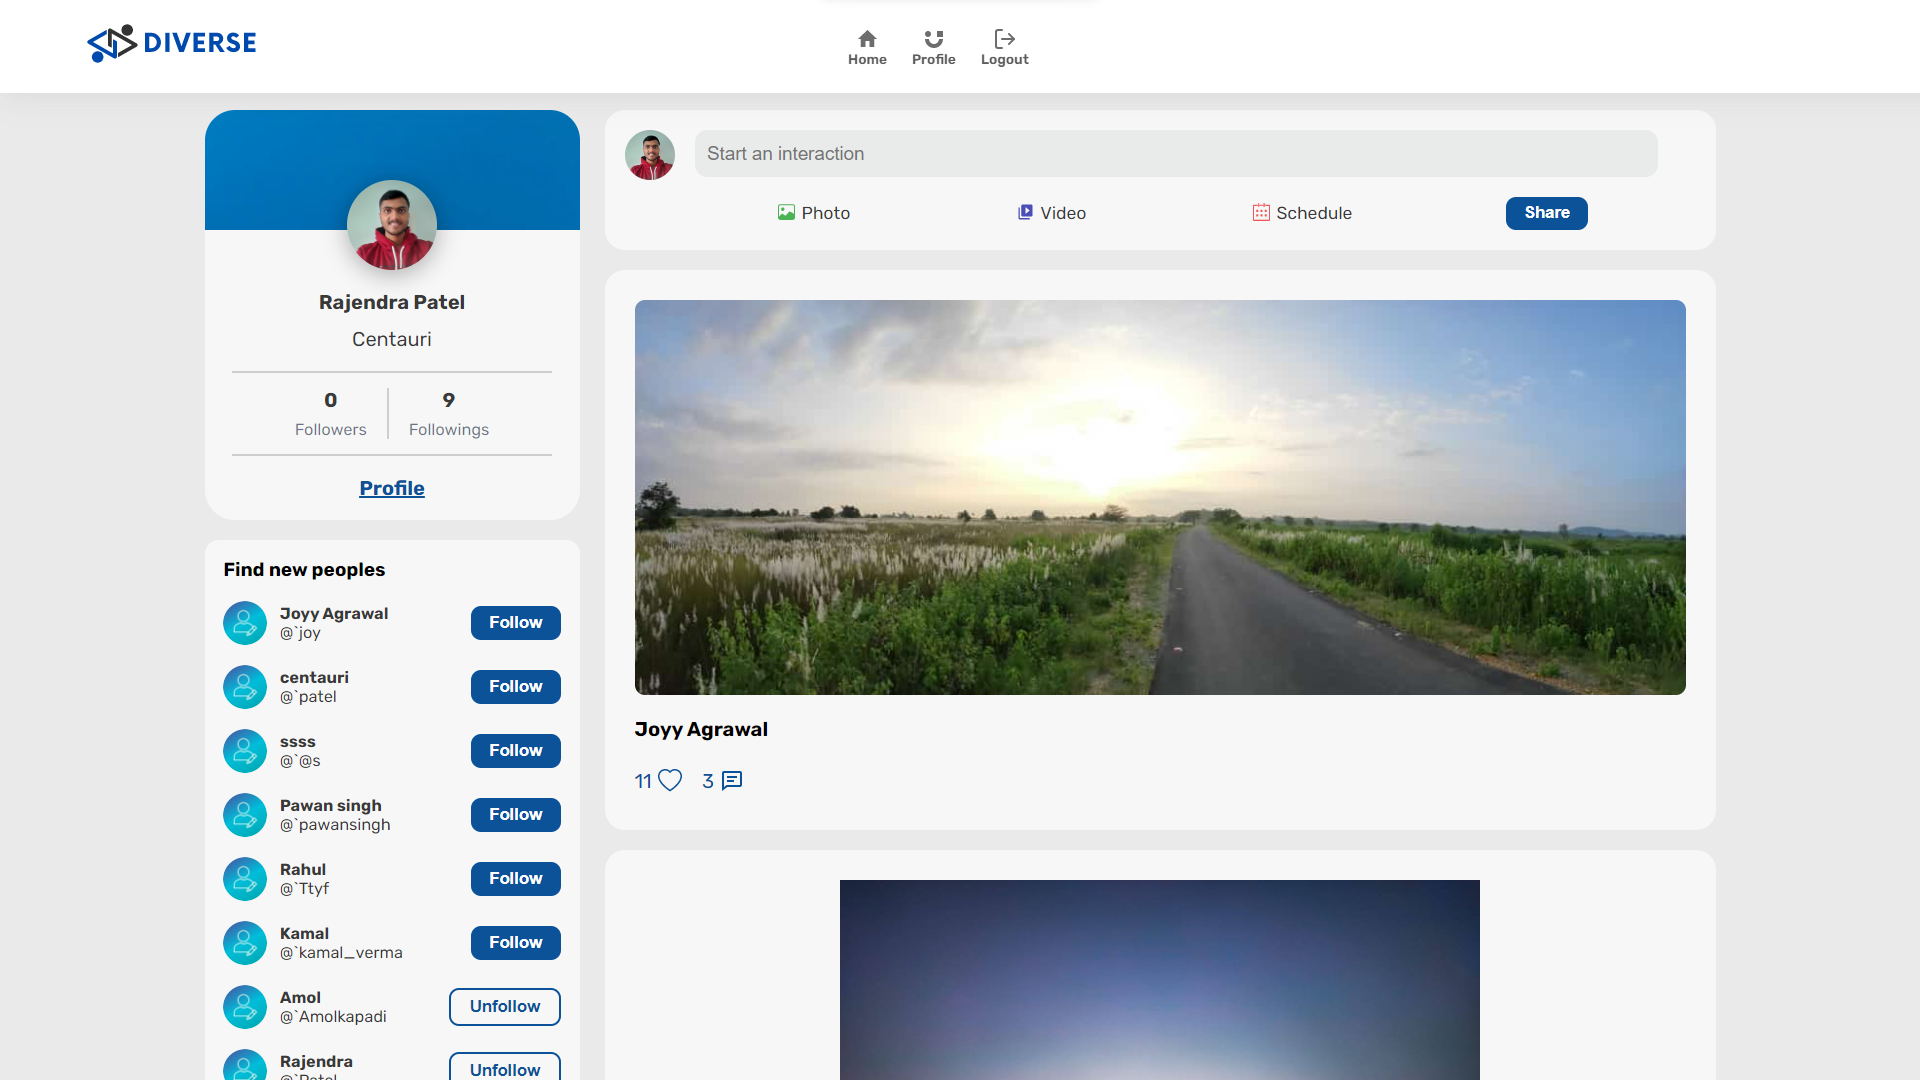 DIVERSE
Home Profile Logout
Rajendra Patel
Centauri
0 9
Followers Followings
Profile
Find new peoples
Joyy Agrawal
@`joy
Follow
centauri
@`patel
Follow
ssss
@`@s
Follow
Pawan singh
@`pawansingh
Follow
Rahul
@`Ttyf
Follow
Kamal
@`kamal_verma
Follow
Amol
@`Amolkapadi
Unfollow
Rajendra
@`Patel
Unfollow
Start an interaction
Photo Video Schedule Share
Joyy Agrawal
11 3